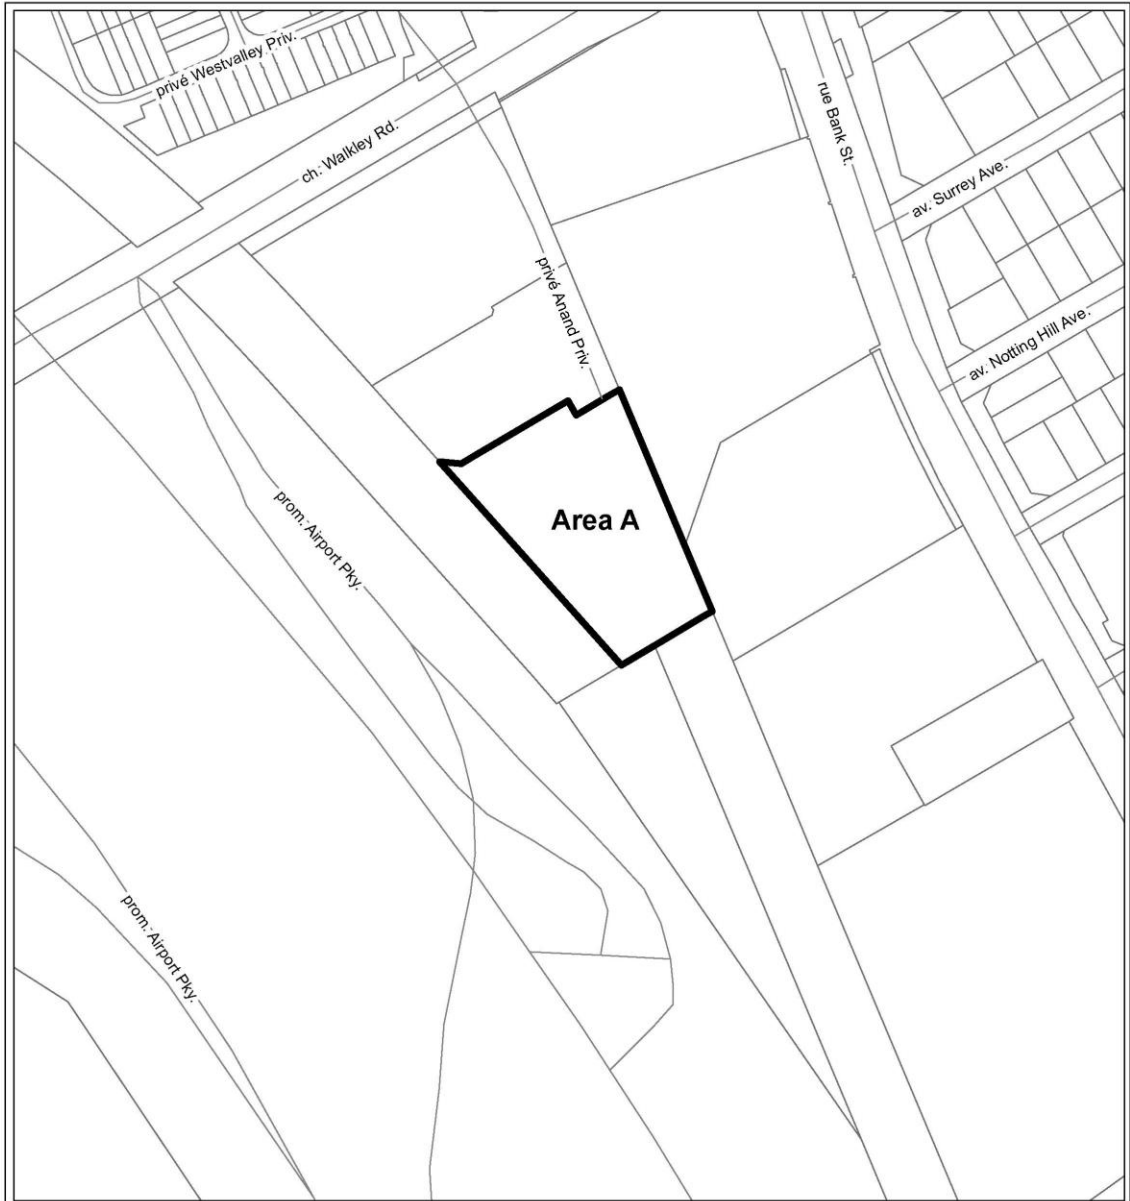 privé Westvalley Priv.
ch. Walkley Rd.
rue Bank St.
av. Surrey Ave.
privé Anand Priv.
av. Notting Hill Ave.
prom. Airport Pky.
Area A
prom. Airport Pky.